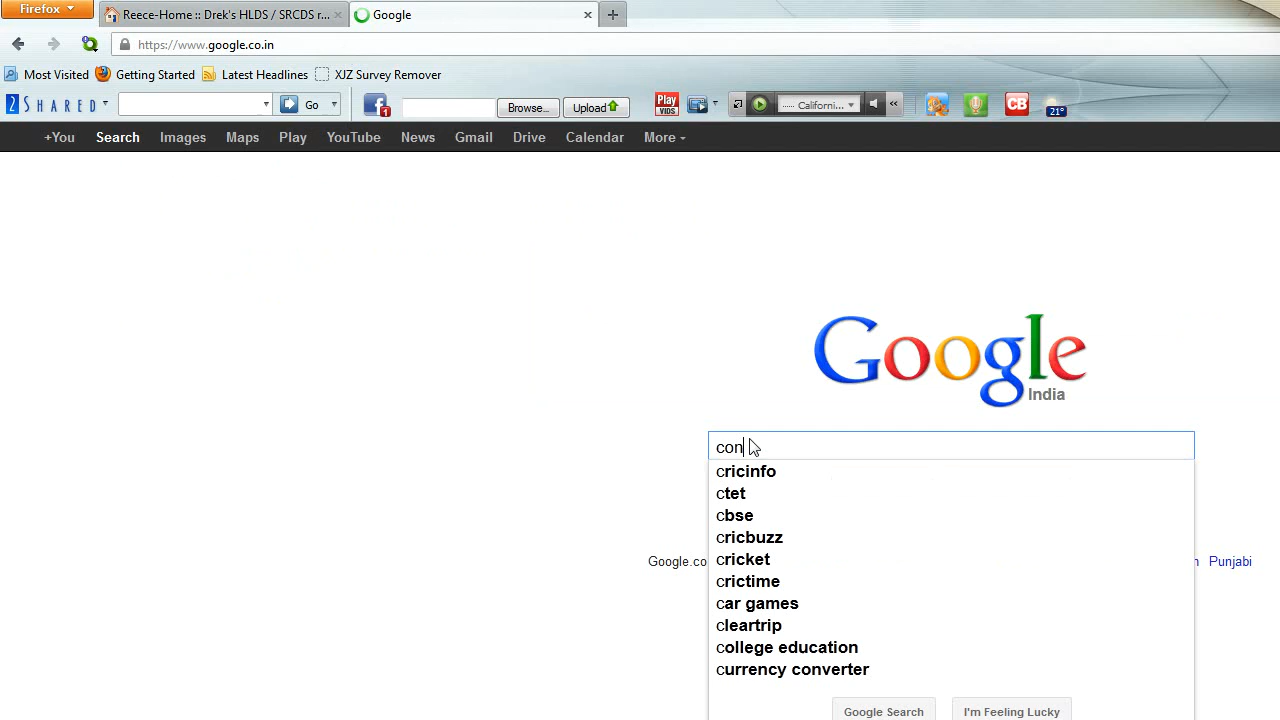 Firefox
Reece-Home :: Drek's HLDS / SRCDS r...
Google
https://www.google.co.in
Most Visited
Getting Started
Latest Headlines
XJZ Survey Remover
2 SHARED
Go
1
Browse...
Upload
Play VIDS
..... Californi...
«
CB
21°
+You
Search
Images
Maps
Play
YouTube
News
Gmail
Drive
Calendar
More
Google
India
con
cricinfo
ctet
cbse
cricbuzz
cricket
crictime
car games
cleartrip
college education
currency converter
Google.co
Punjabi
Google Search
I'm Feeling Lucky